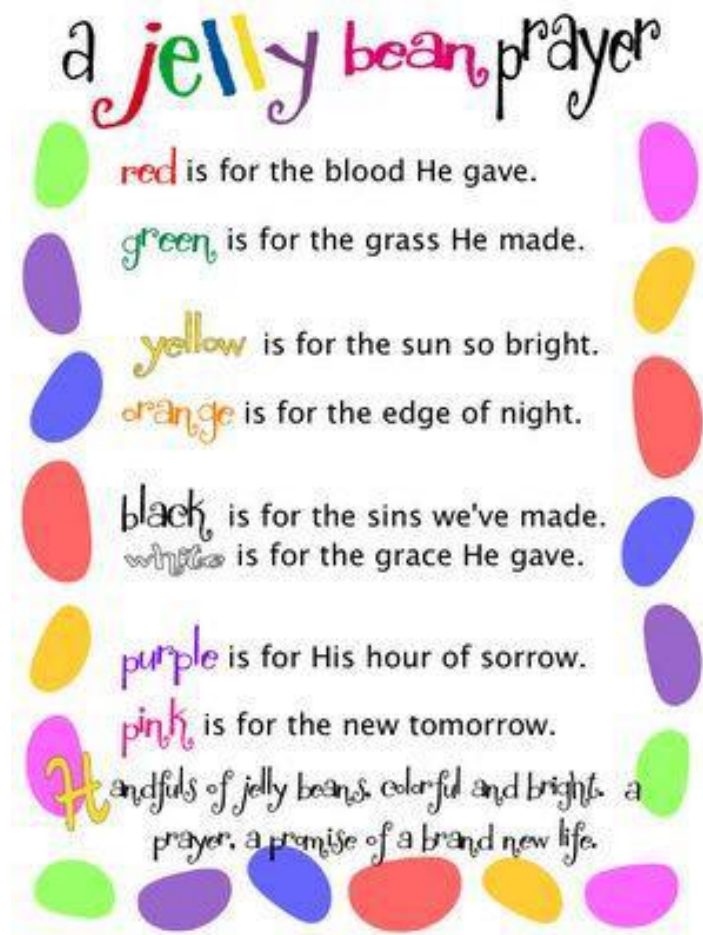 a jelly bean prayer
red is for the blood He gave.
green is for the grass He made.
yellow is for the sun so bright.
orange is for the edge of night.
black is for the sins we've made.
white is for the grace He gave.
purple is for His hour of sorrow.
pink is for the new tomorrow.
Handfuls of jelly beans. colorful and bright. a
prayer. a promise of a brand new life.